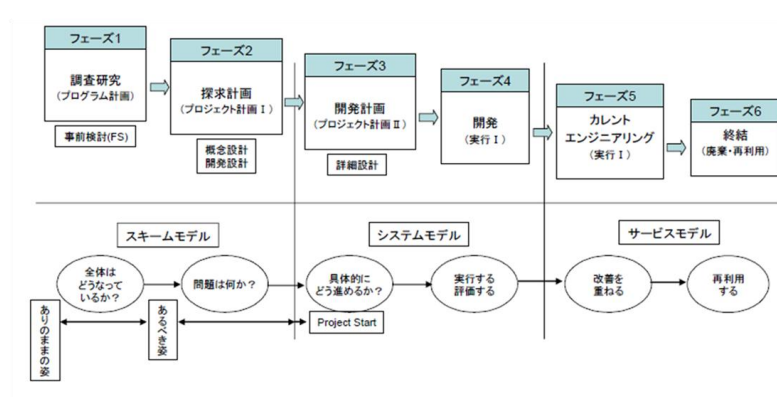 フェーズ1
調査研究
(プログラム計画)
事前検討(FS)
フェーズ2
探求計画
(プロジェクト計画Ⅰ)
概念設計
開発設計
フェーズ3
開発計画
(プロジェクト計画Ⅱ)
詳細設計
フェーズ4
開発
(実行Ⅰ)
フェーズ5
カレント
エンジニアリング
(実行Ⅰ)
フェーズ6
終結
(廃棄・再利用)
スキームモデル
システムモデル
サービスモデル
全体は
どうなって
いるか?
問題は何か?
具体的に
どう進めるか?
実行する
評価する
改善を
重ねる
再利用
する
ありのままの姿
あるべき姿
Project Start